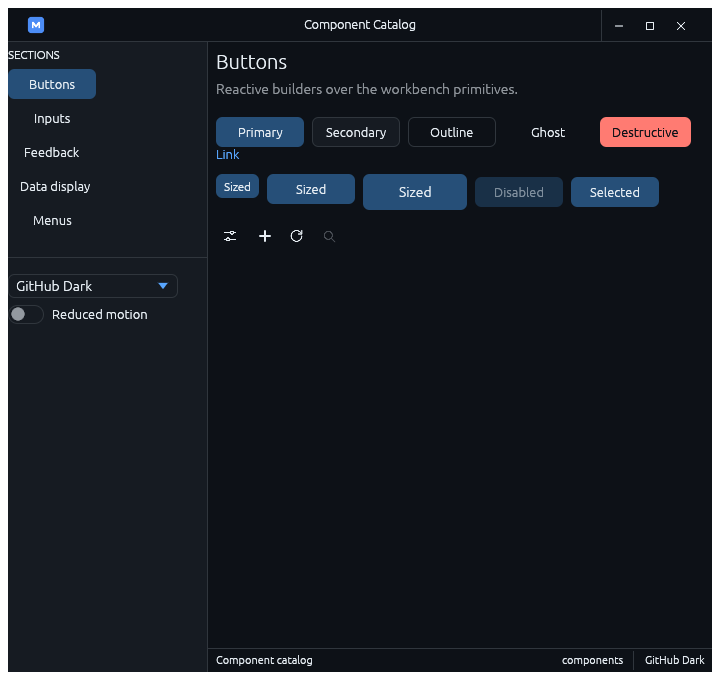 M
Component Catalog
SECTIONS
Buttons
Inputs
Feedback
Data display
Menus
GitHub Dark
Reduced motion
Buttons
Reactive builders over the workbench primitives.
Primary Secondary Outline Ghost Destructive
Link
Sized Sized Sized Disabled Selected
Component catalog components GitHub Dark